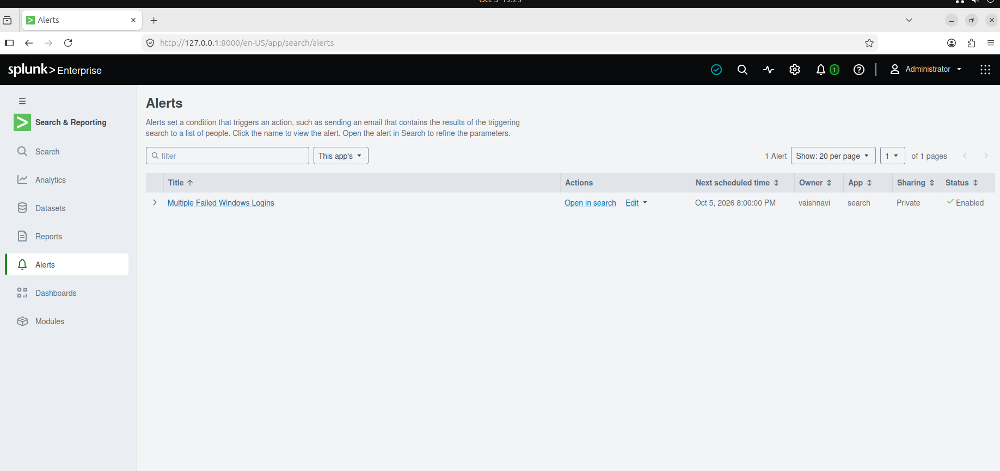 Oct 5 19:25
Alerts
http://127.0.0.1:8000/en-US/app/search/alerts
splunk> Enterprise
1
Administrator
Search & Reporting
Search
Analytics
Datasets
Reports
Alerts
Dashboards
Modules
Alerts
Alerts set a condition that triggers an action, such as sending an email that contains the results of the triggering
search to a list of people. Click the name to view the alert. Open the alert in Search to refine the parameters.
filter This app's 1 Alert Show: 20 per page 1 of 1 pages
Title Actions Next scheduled time Owner App Sharing Status
Multiple Failed Windows Logins Open in search Edit Oct 5, 2026 8:00:00 PM vaishnavi search Private Enabled